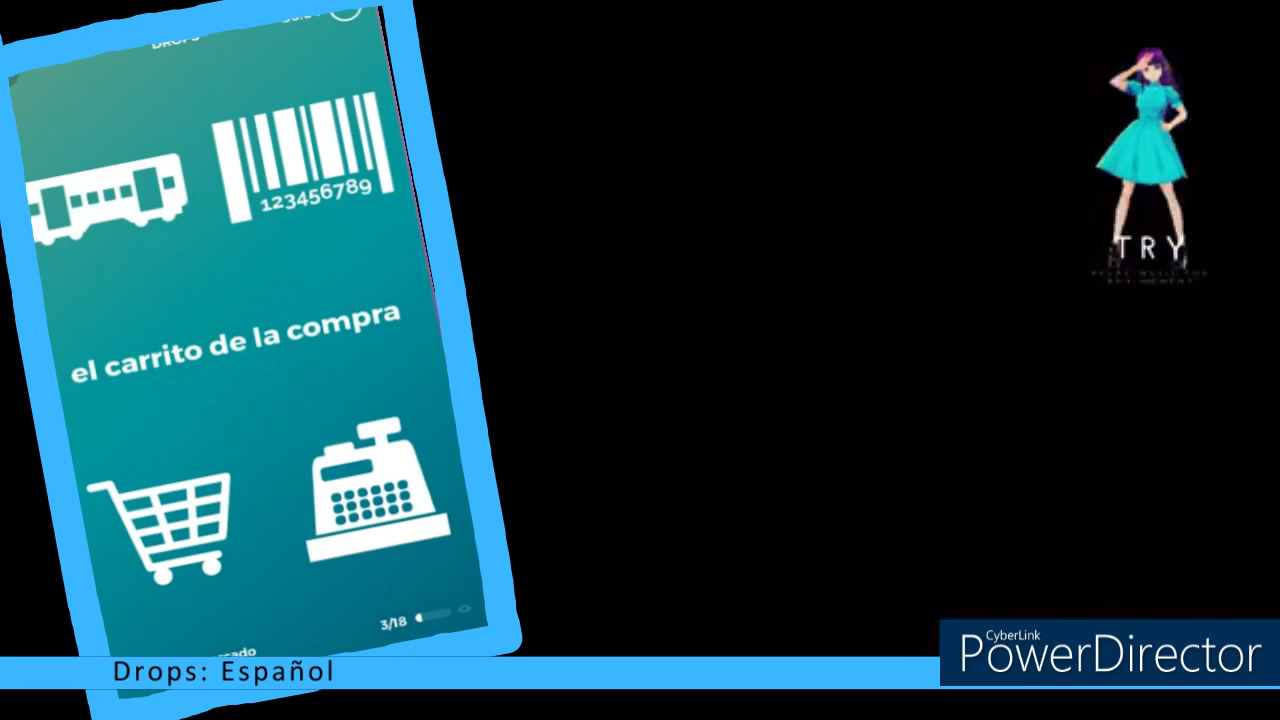 DROPS
123456789
el carrito de la compra
3/18
TRY
Drops: Español
CyberLink
PowerDirector